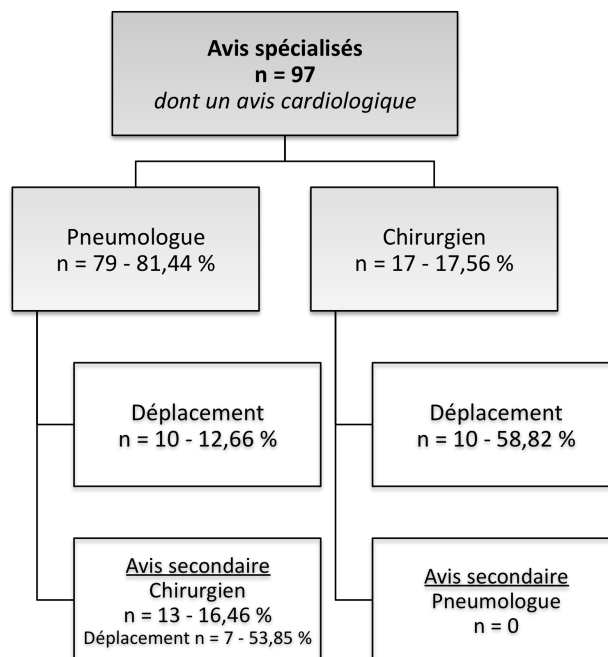 Avis spécialisés
n = 97
dont un avis cardiologique
Pneumologue
n = 79 - 81,44 %
Chirurgien
n = 17 - 17,56 %
Déplacement
n = 10 - 12,66 %
Déplacement
n = 10 - 58,82 %
Avis secondaire
Chirurgien
n = 13 - 16,46 %
Déplacement n = 7 - 53,85 %
Avis secondaire
Pneumologue
n = 0